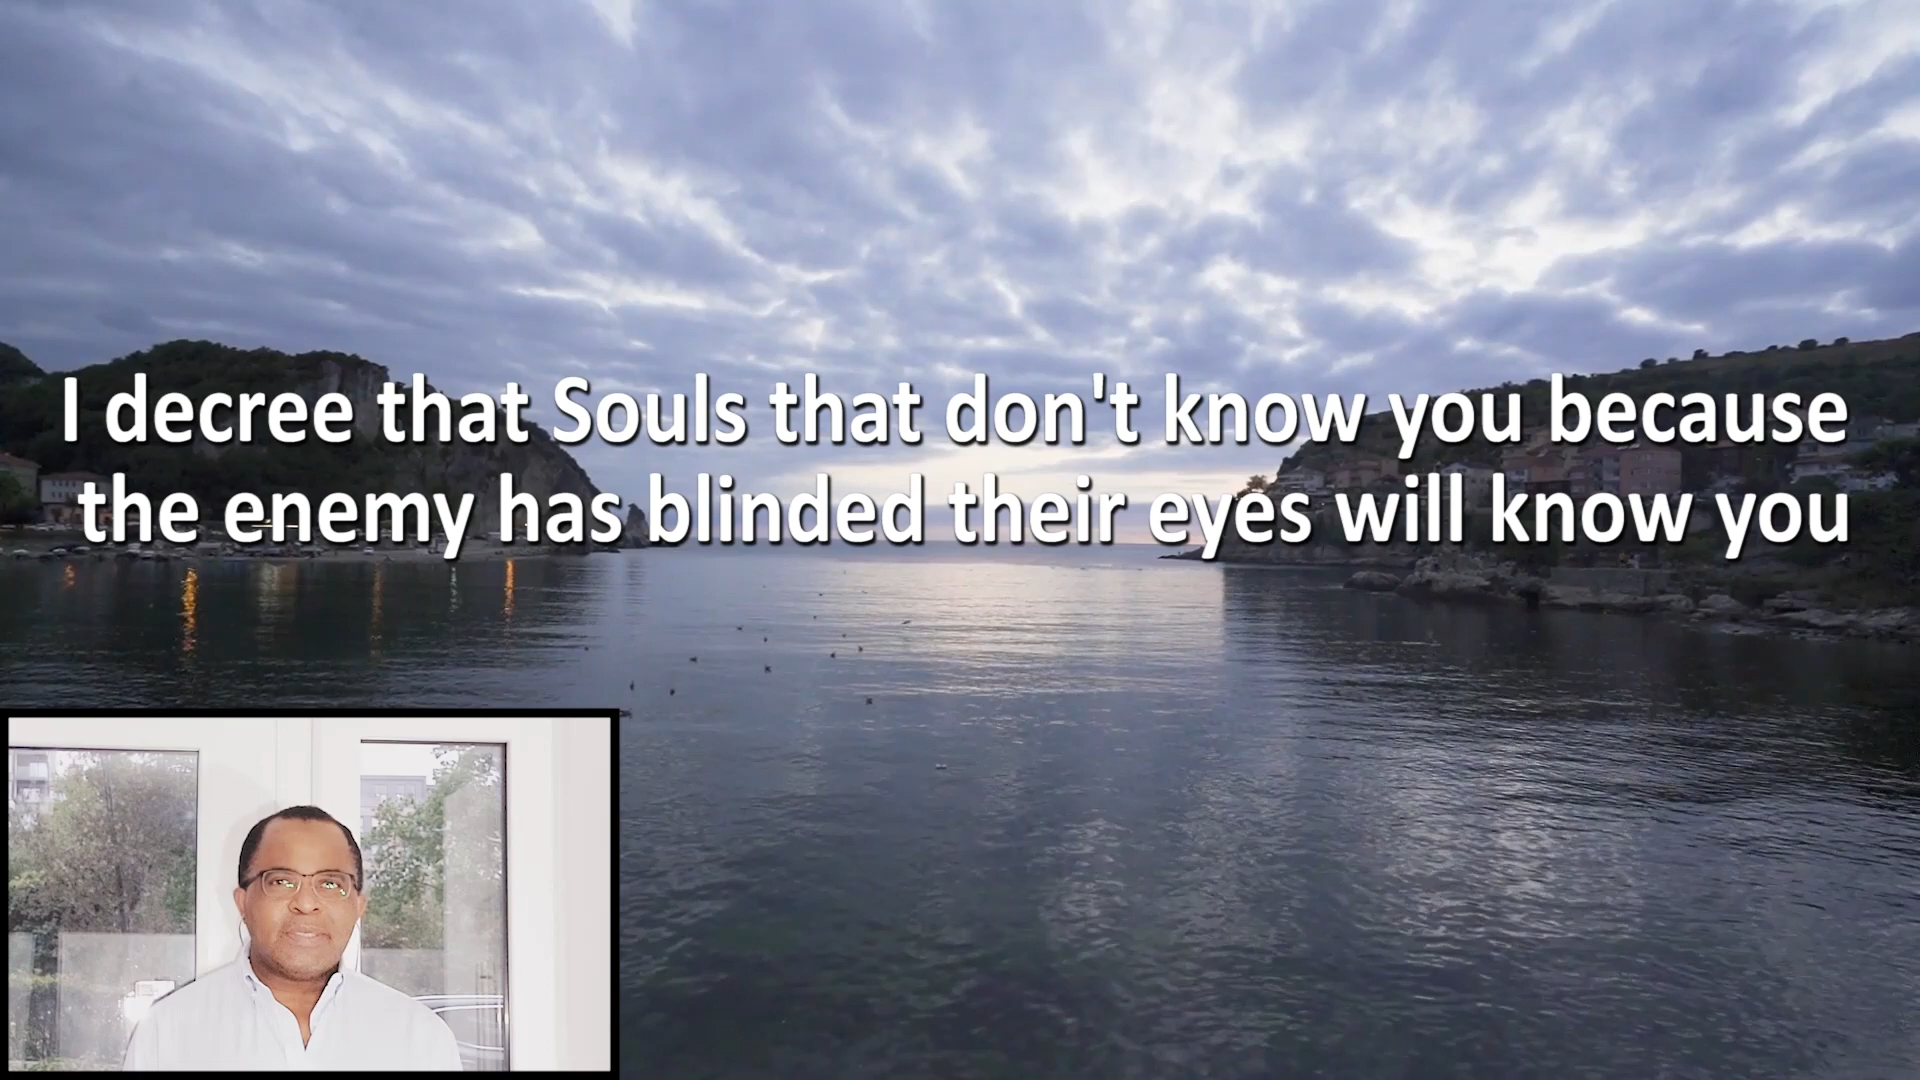 I decree that Souls that don't know you because
the enemy has blinded their eyes will know you